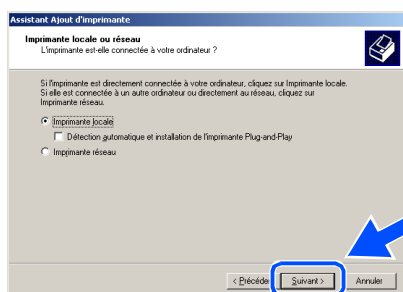 Assistant Ajout d'imprimante
Imprimante locale ou réseau
L'imprimante est-elle connectée à votre ordinateur ?
Si l'imprimante est directement connectée à votre ordinateur, cliquez sur Imprimante locale.
Si elle est connectée à un autre ordinateur ou directement au réseau, cliquez sur
Imprimante réseau.
Imprimante locale
Détection automatique et installation de l'imprimante Plug-and-Play
Imprimante réseau
< Précéde Suivant > Annuler